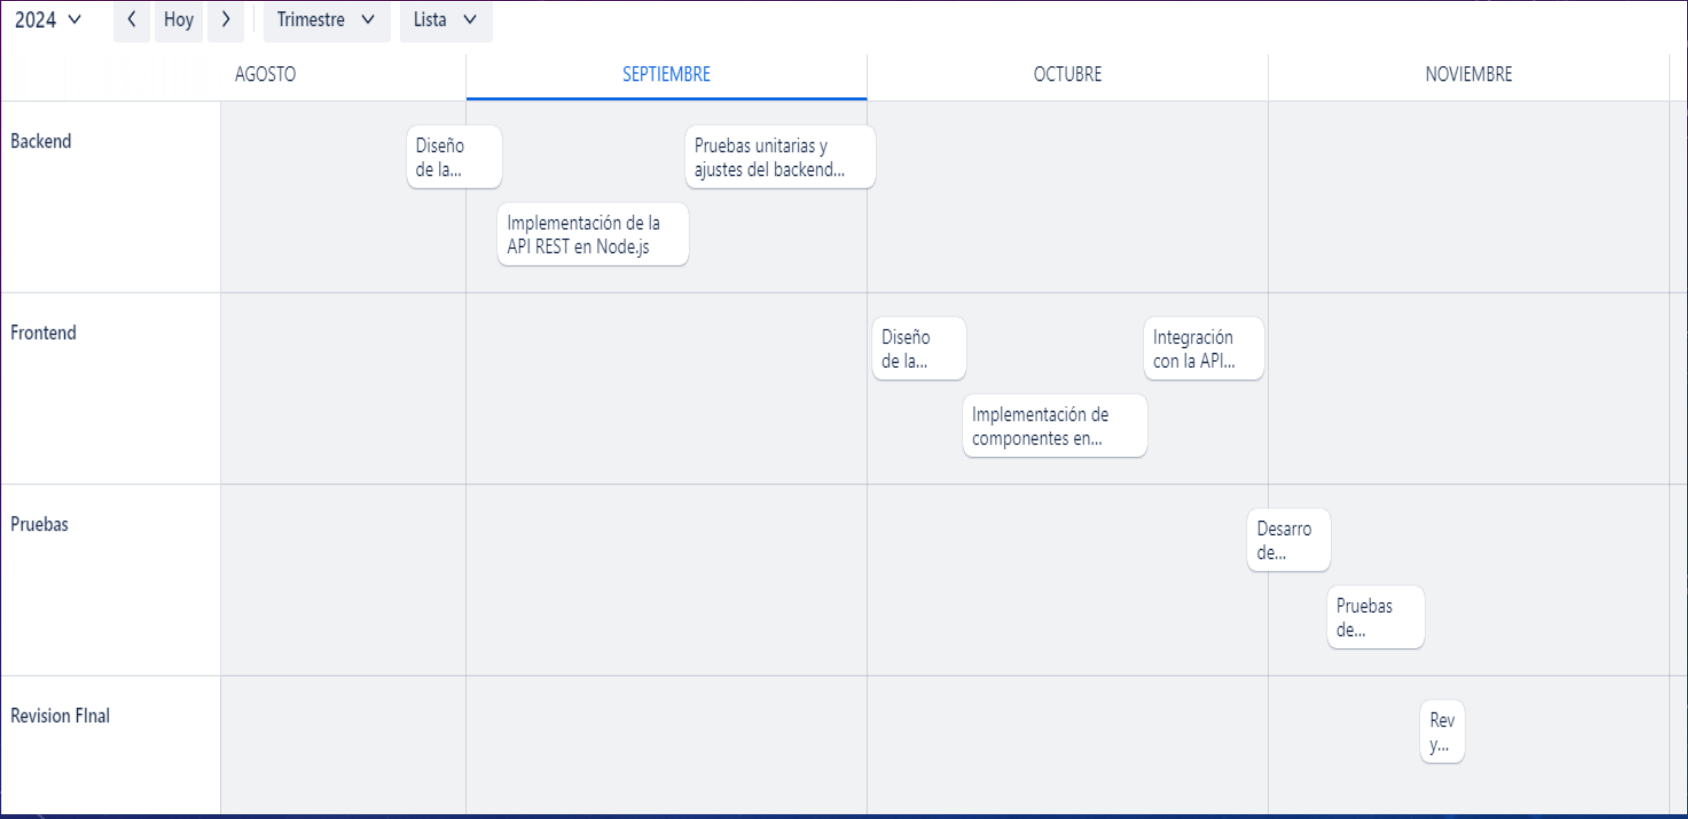 2024
Hoy
Trimestre
Lista
AGOSTO
SEPTIEMBRE
OCTUBRE
NOVIEMBRE
Backend
Diseño
de la...
Pruebas unitarias y
ajustes del backend...
Implementación de la
API REST en Node.js
Frontend
Diseño
de la...
Integración
con la API...
Implementación de
componentes en...
Pruebas
Desarro
de...
Pruebas
de...
Revision FInal
Rev
y...